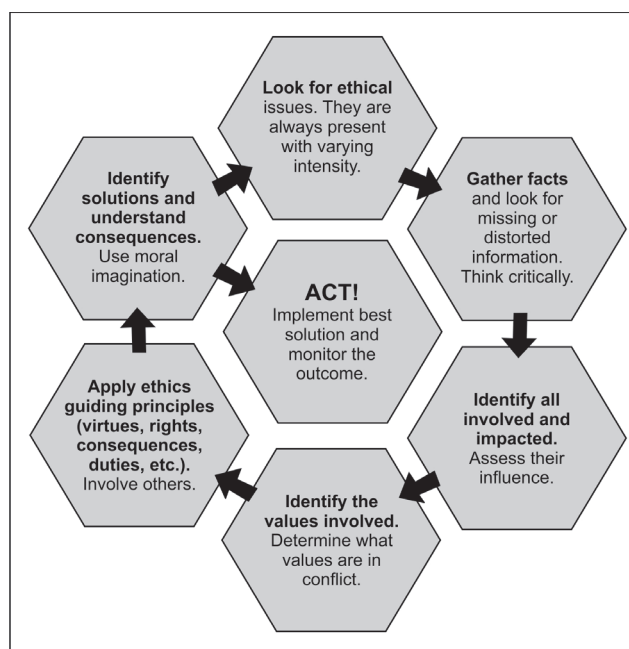 Look for ethical
issues. They are
always present
with varying
intensity.
Gather facts
and look for
missing or
distorted
information.
Think critically.
Identify all
involved and
impacted.
Assess their
influence.
Identify the
values involved.
Determine what
values are in
conflict.
Apply ethics
guiding principles
(virtues, rights,
consequences,
duties, etc.).
Involve others.
Identify
solutions and
understand
consequences.
Use moral
imagination.
ACT!
Implement best
solution and
monitor the
outcome.